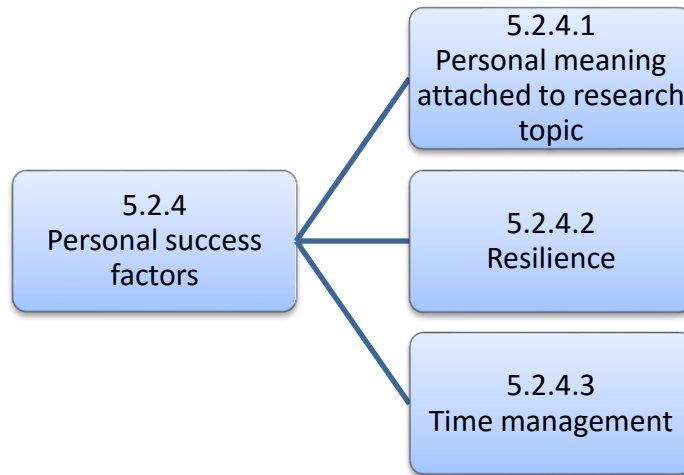 5.2.4.1
Personal meaning
attached to research
topic
5.2.4
Personal success
factors
5.2.4.2
Resilience
5.2.4.3
Time management